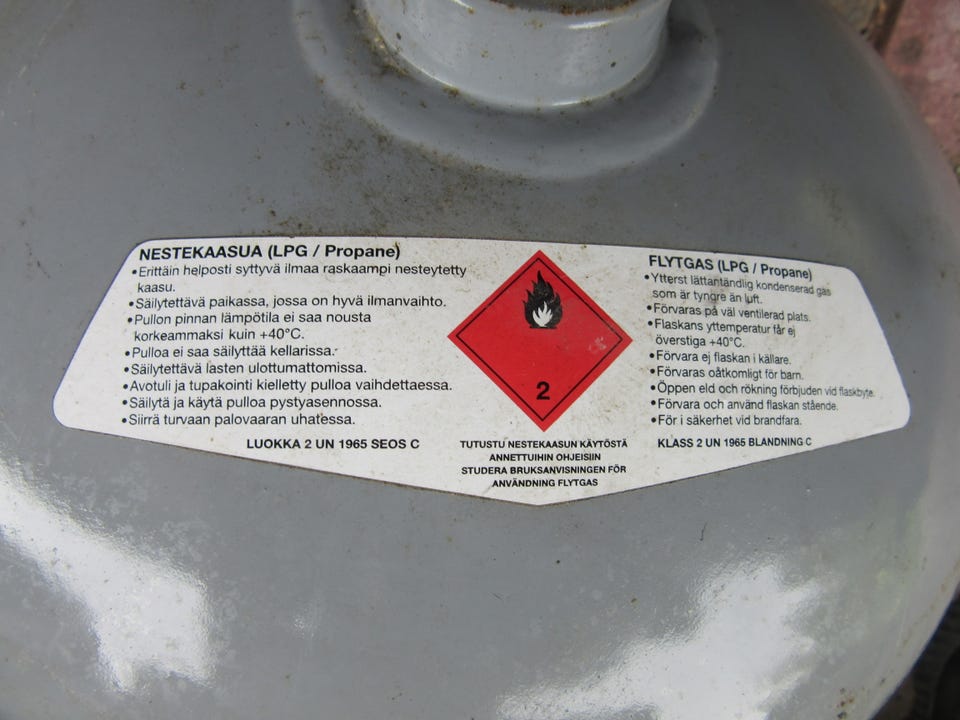 NESTEKAASUA (LPG / Propane)
•Erittäin helposti syttyvä ilmaa raskaampi nesteytetty
kaasu.
•Säilytettävä paikassa, jossa on hyvä ilmanvaihto.
•Pullon pinnan lämpötila ei saa nousta
korkeammaksi kuin +40°C.
•Pulloa ei saa säilyttää kellarissa.
•Säilytettävä lasten ulottumattomissa.
•Avotuli ja tupakointi kielletty pulloa vaihdettaessa.
•Säilytä ja käytä pulloa pystyasennossa.
•Siirrä turvaan palovaaran uhatessa.
LUOKKA 2 UN 1965 SEOS C
2
TUTUSTU NESTEKAASUN KÄYTÖSTÄ
ANNETTUIHIN OHJEISIIN
STUDERA BRUKSANVISNINGEN FÖR
ANVÄNDNING FLYTGAS
FLYTGAS (LPG / Propane)
•Ytterst lättantändlig kondenserad gas
som är tyngre än luft.
•Förvaras på väl ventilerad plats.
•Flaskans yttemperatur får ej
överstiga +40°C.
•Förvara ej flaskan i källare.
•Förvaras oåtkomligt för barn.
•Öppen eld och rökning förbjuden vid flaskbyte.
•Förvara och använd flaskan stående.
•För i säkerhet vid brandfara.
KLASS 2 UN 1965 BLANDNING C